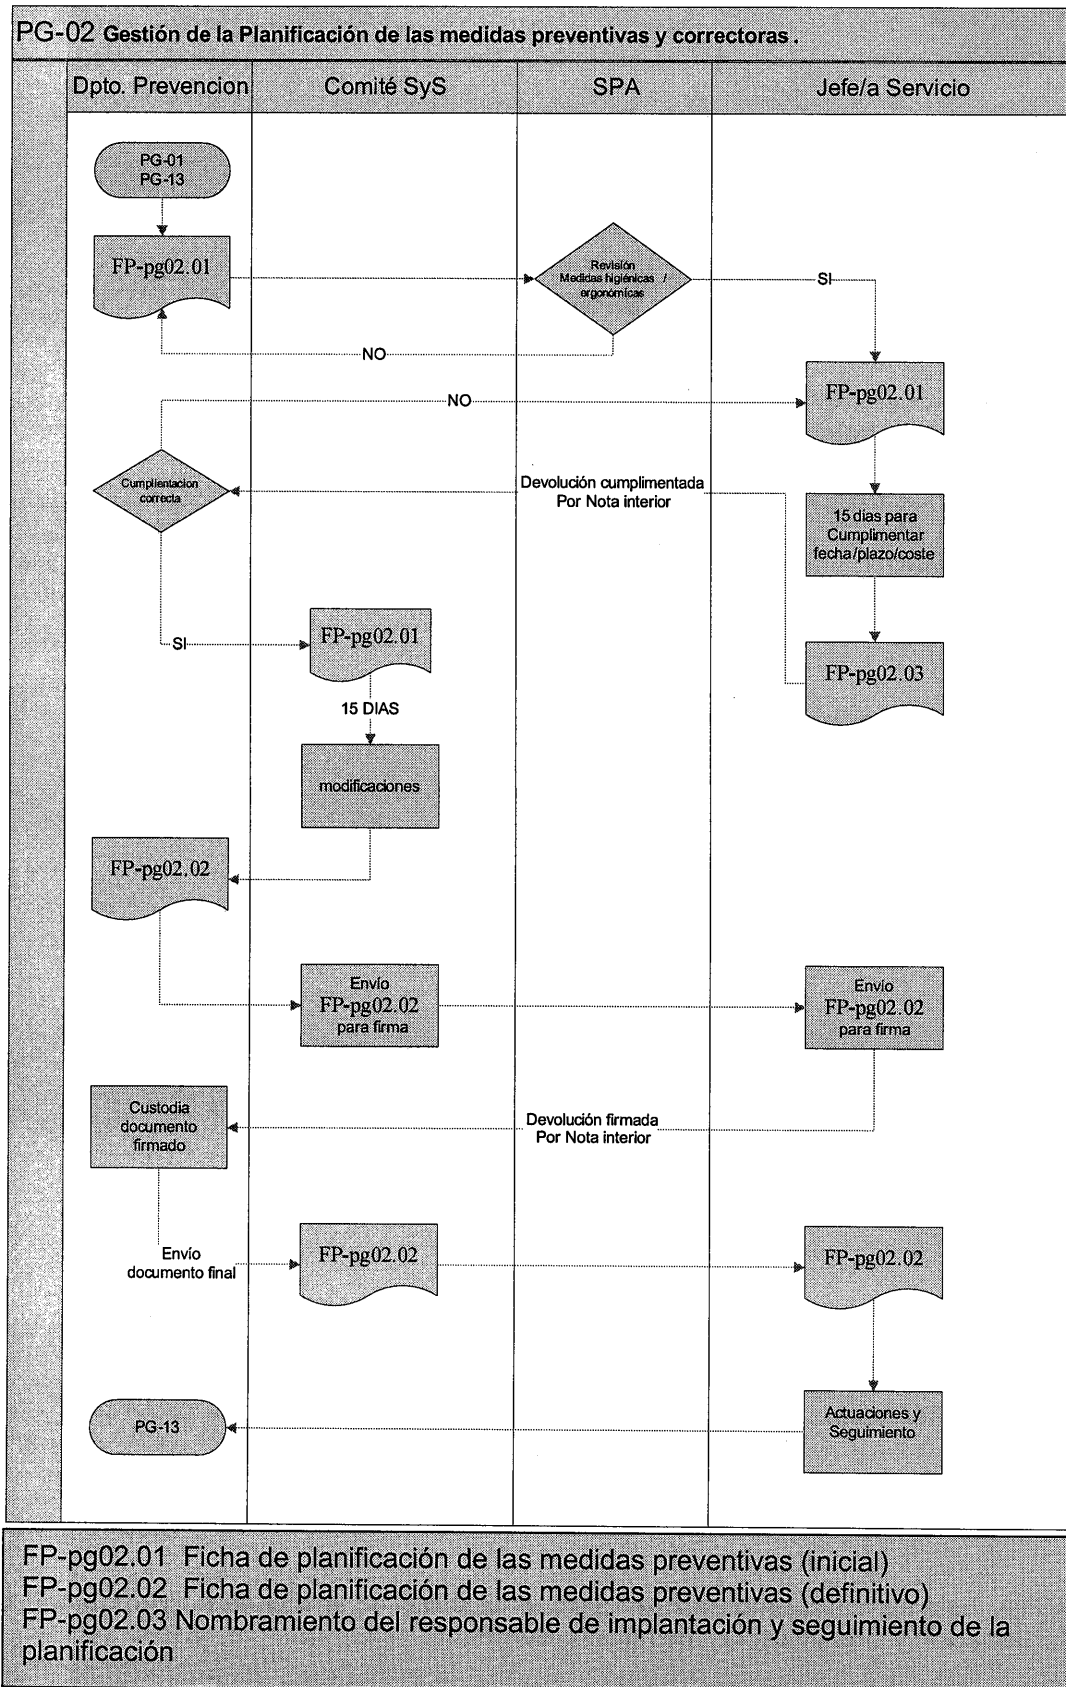 PG-02 Gestión de la Planificación de las medidas preventivas y correctoras .
Dpto. Prevencion
Comité SyS
SPA
Jefe/a Servicio
PG-01
PG-13
FP-pg02.01
Revisión
Medidas higiénicas /
ergonómicas
SI
NO
FP-pg02.01
NO
Cumplientacion
correcta
Devolución cumplimentada
Por Nota interior
15 dias para
Cumplimentar
fecha/plazo/coste
SI
FP-pg02.01
FP-pg02.03
15 DIAS
modificaciones
FP-pg02.02
Envío
FP-pg02.02
para firma
Envío
FP-pg02.02
para firma
Custodia
documento
firmado
Devolución firmada
Por Nota interior
Envío
documento final
FP-pg02.02
FP-pg02.02
PG-13
Actuaciones y
Seguimiento
FP-pg02.01 Ficha de planificación de las medidas preventivas (inicial)
FP-pg02.02 Ficha de planificación de las medidas preventivas (definitivo)
FP-pg02.03 Nombramiento del responsable de implantación y seguimiento de la
planificación